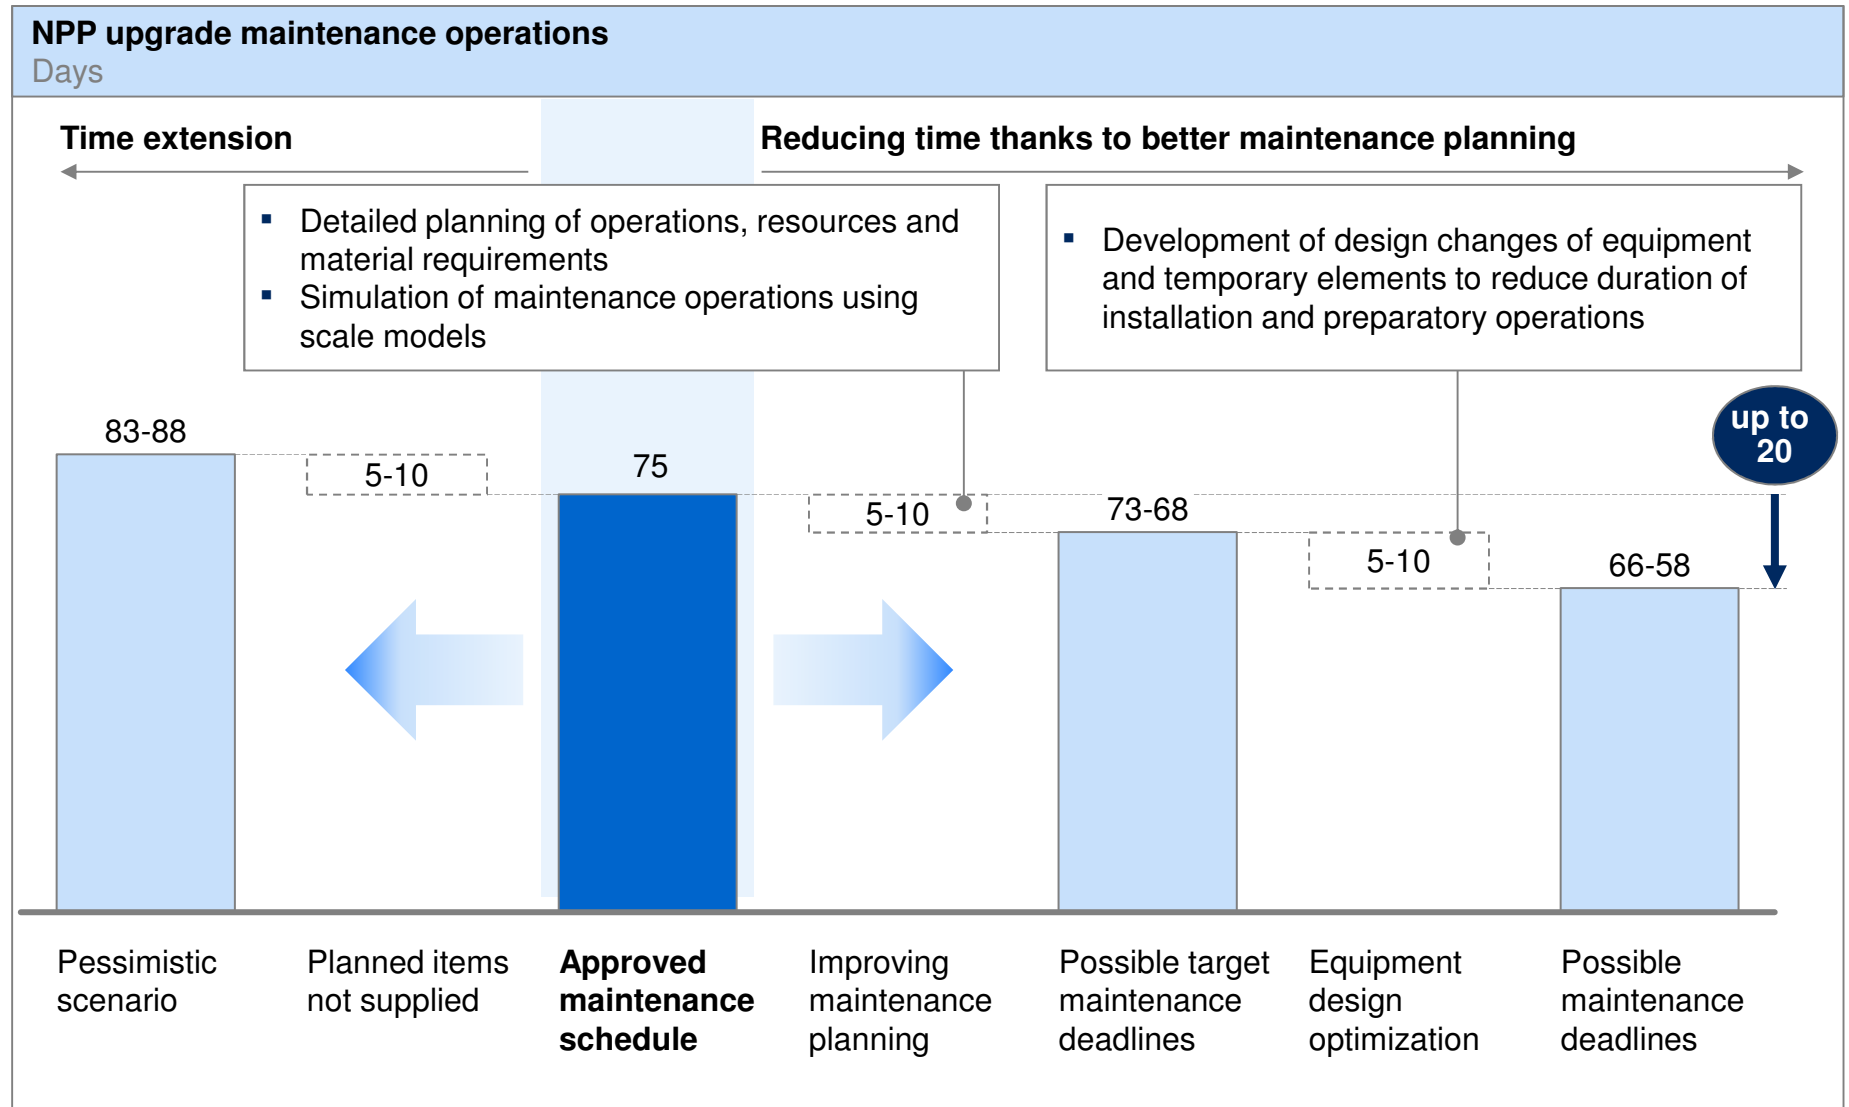 NPP upgrade maintenance operations
Days
Time extension
Reducing time thanks to better maintenance planning
▪ Detailed planning of operations, resources and
material requirements
▪ Simulation of maintenance operations using
scale models
▪ Development of design changes of equipment
and temporary elements to reduce duration of
installation and preparatory operations
83-88
5-10
75
5-10
73-68
5-10
66-58
up to
20
Pessimistic
scenario
Planned items
not supplied
Approved
maintenance
schedule
Improving
maintenance
planning
Possible target
maintenance
deadlines
Equipment
design
optimization
Possible
maintenance
deadlines